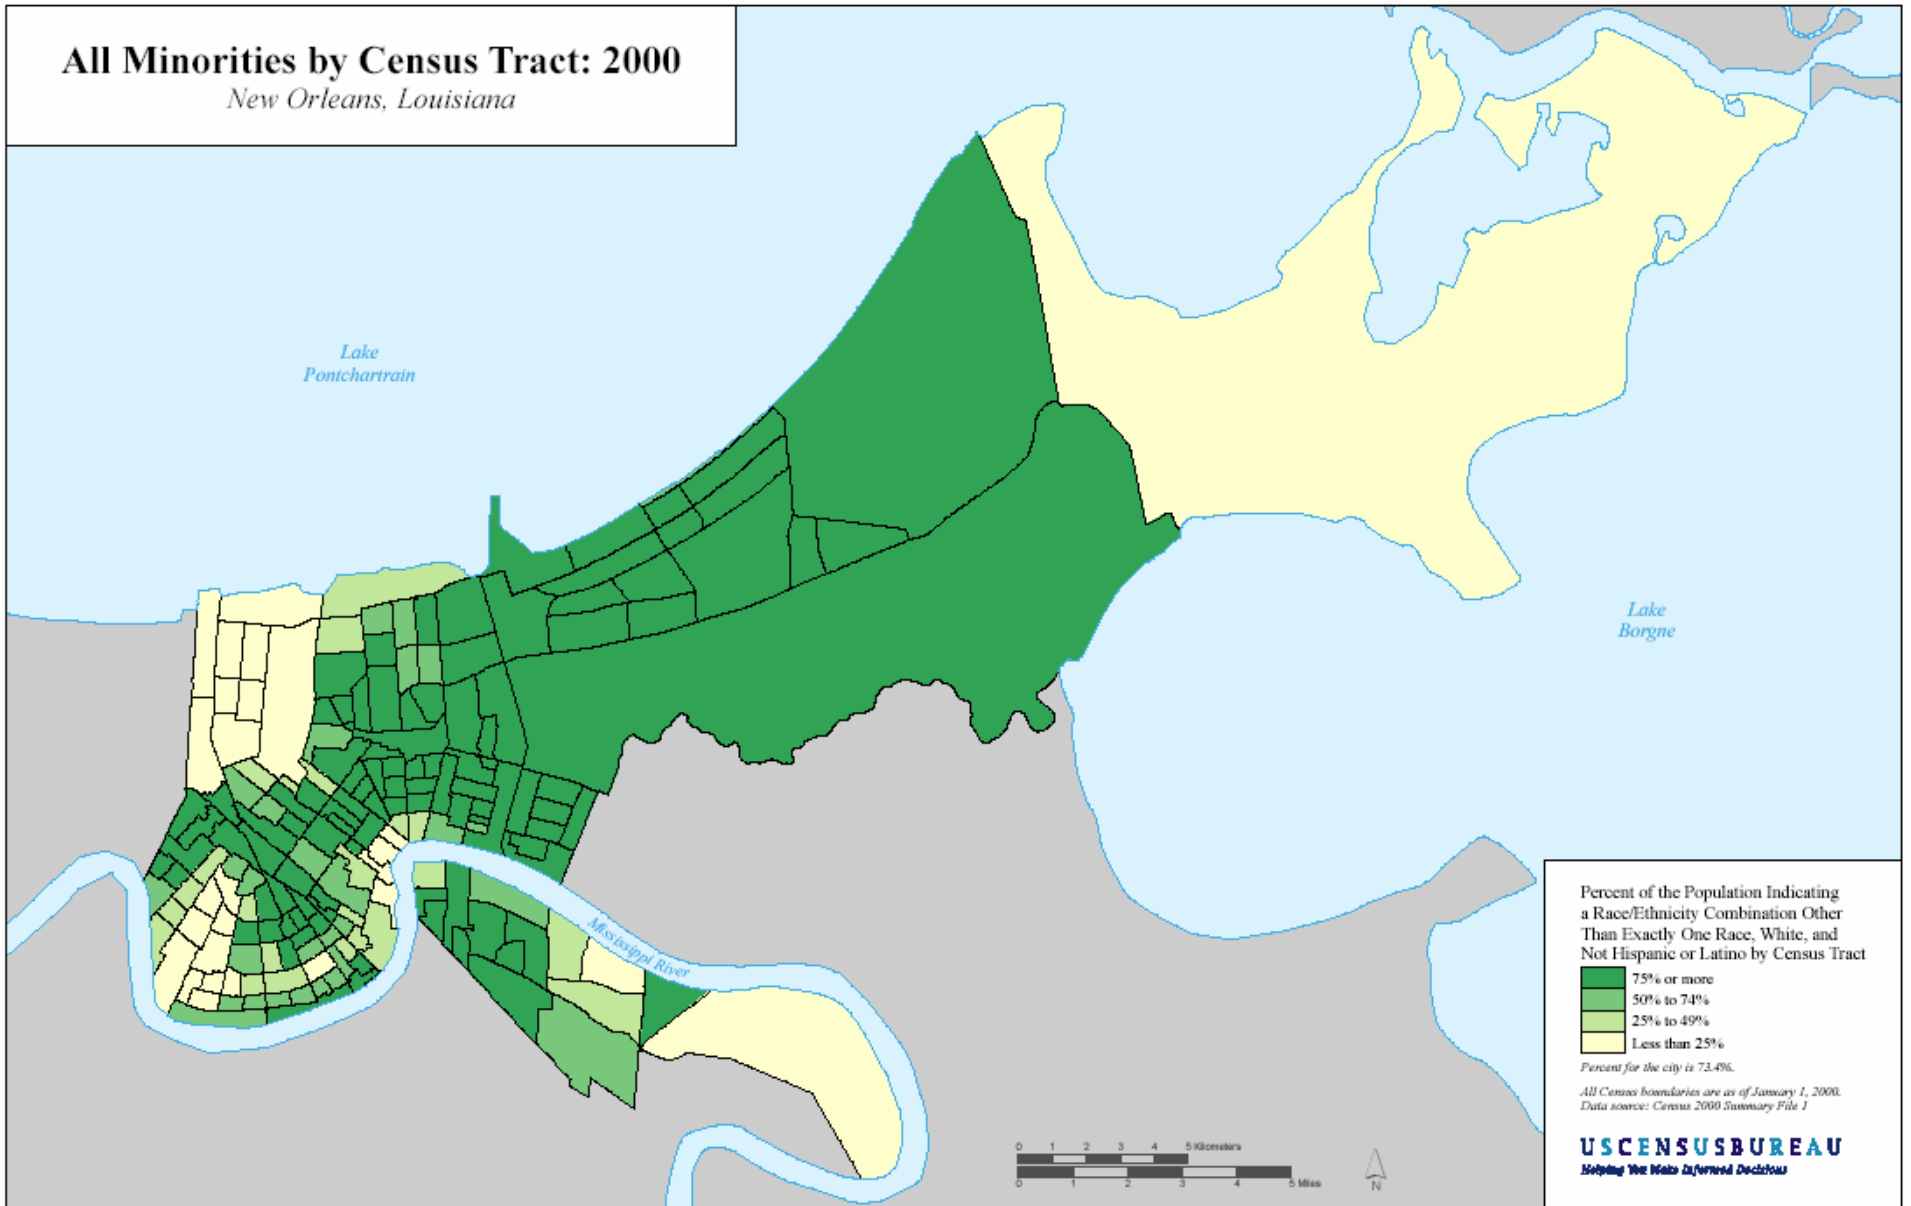 All Minorities by Census Tract: 2000
New Orleans, Louisiana
Lake
Pontchartrain
Lake
Borgne
Mississippi River
Percent of the Population Indicating
a Race/Ethnicity Combination Other
Than Exactly One Race, White, and
Not Hispanic or Latino by Census Tract
75% or more
50% to 74%
25% to 49%
Less than 25%
Percent for the city is 73.4%.
All Census boundaries are as of January 1, 2000.
Data source: Census 2000 Summary File 1
USCENSUSBUREAU
Helping You Make Informed Decisions
0 1 2 3 4 5 Kilometers
0 1 2 3 4 5 Miles
N